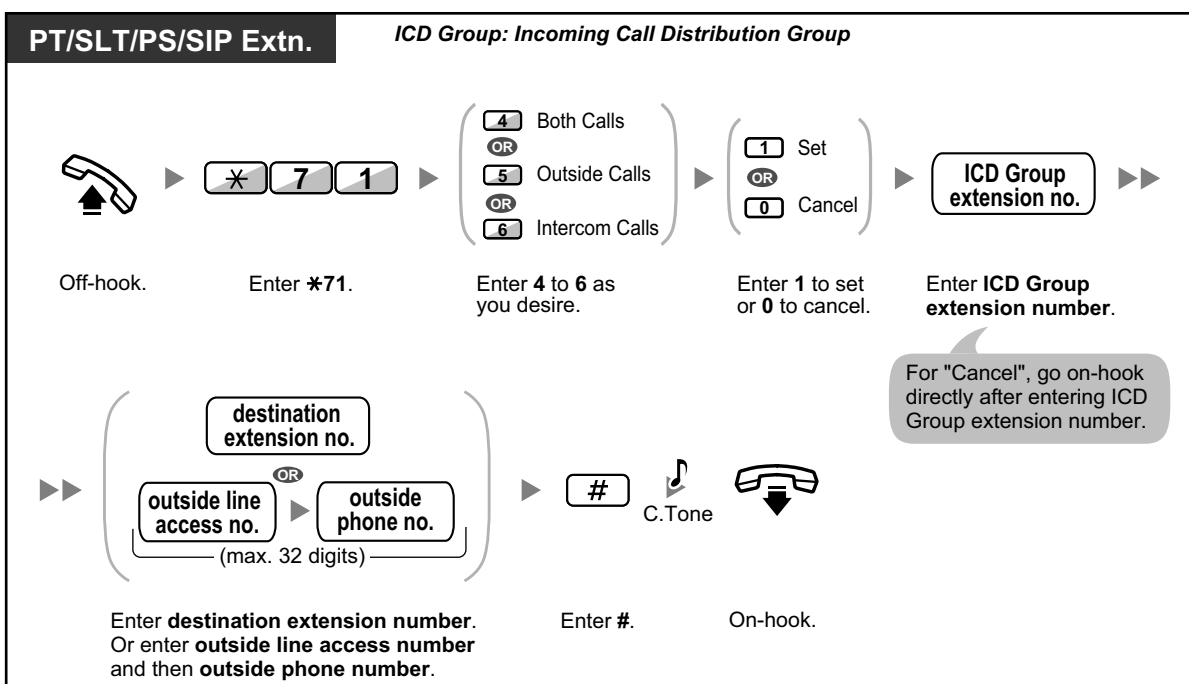 PT/SLT/PS/SIP Extn.
ICD Group: Incoming Call Distribution Group
4 Both Calls
OR
5 Outside Calls
OR
6 Intercom Calls
1 Set
OR
0 Cancel
ICD Group
extension no.
7 1
Off-hook.
Enter 71.
Enter 4 to 6 as
you desire.
Enter 1 to set
or 0 to cancel.
Enter ICD Group
extension number.
For "Cancel", go on-hook
directly after entering ICD
Group extension number.
destination
extension no.
OR
outside line
access no.
outside
phone no.
(max. 32 digits)
#
C.Tone
Enter destination extension number.
Or enter outside line access number
and then outside phone number.
Enter #.
On-hook.